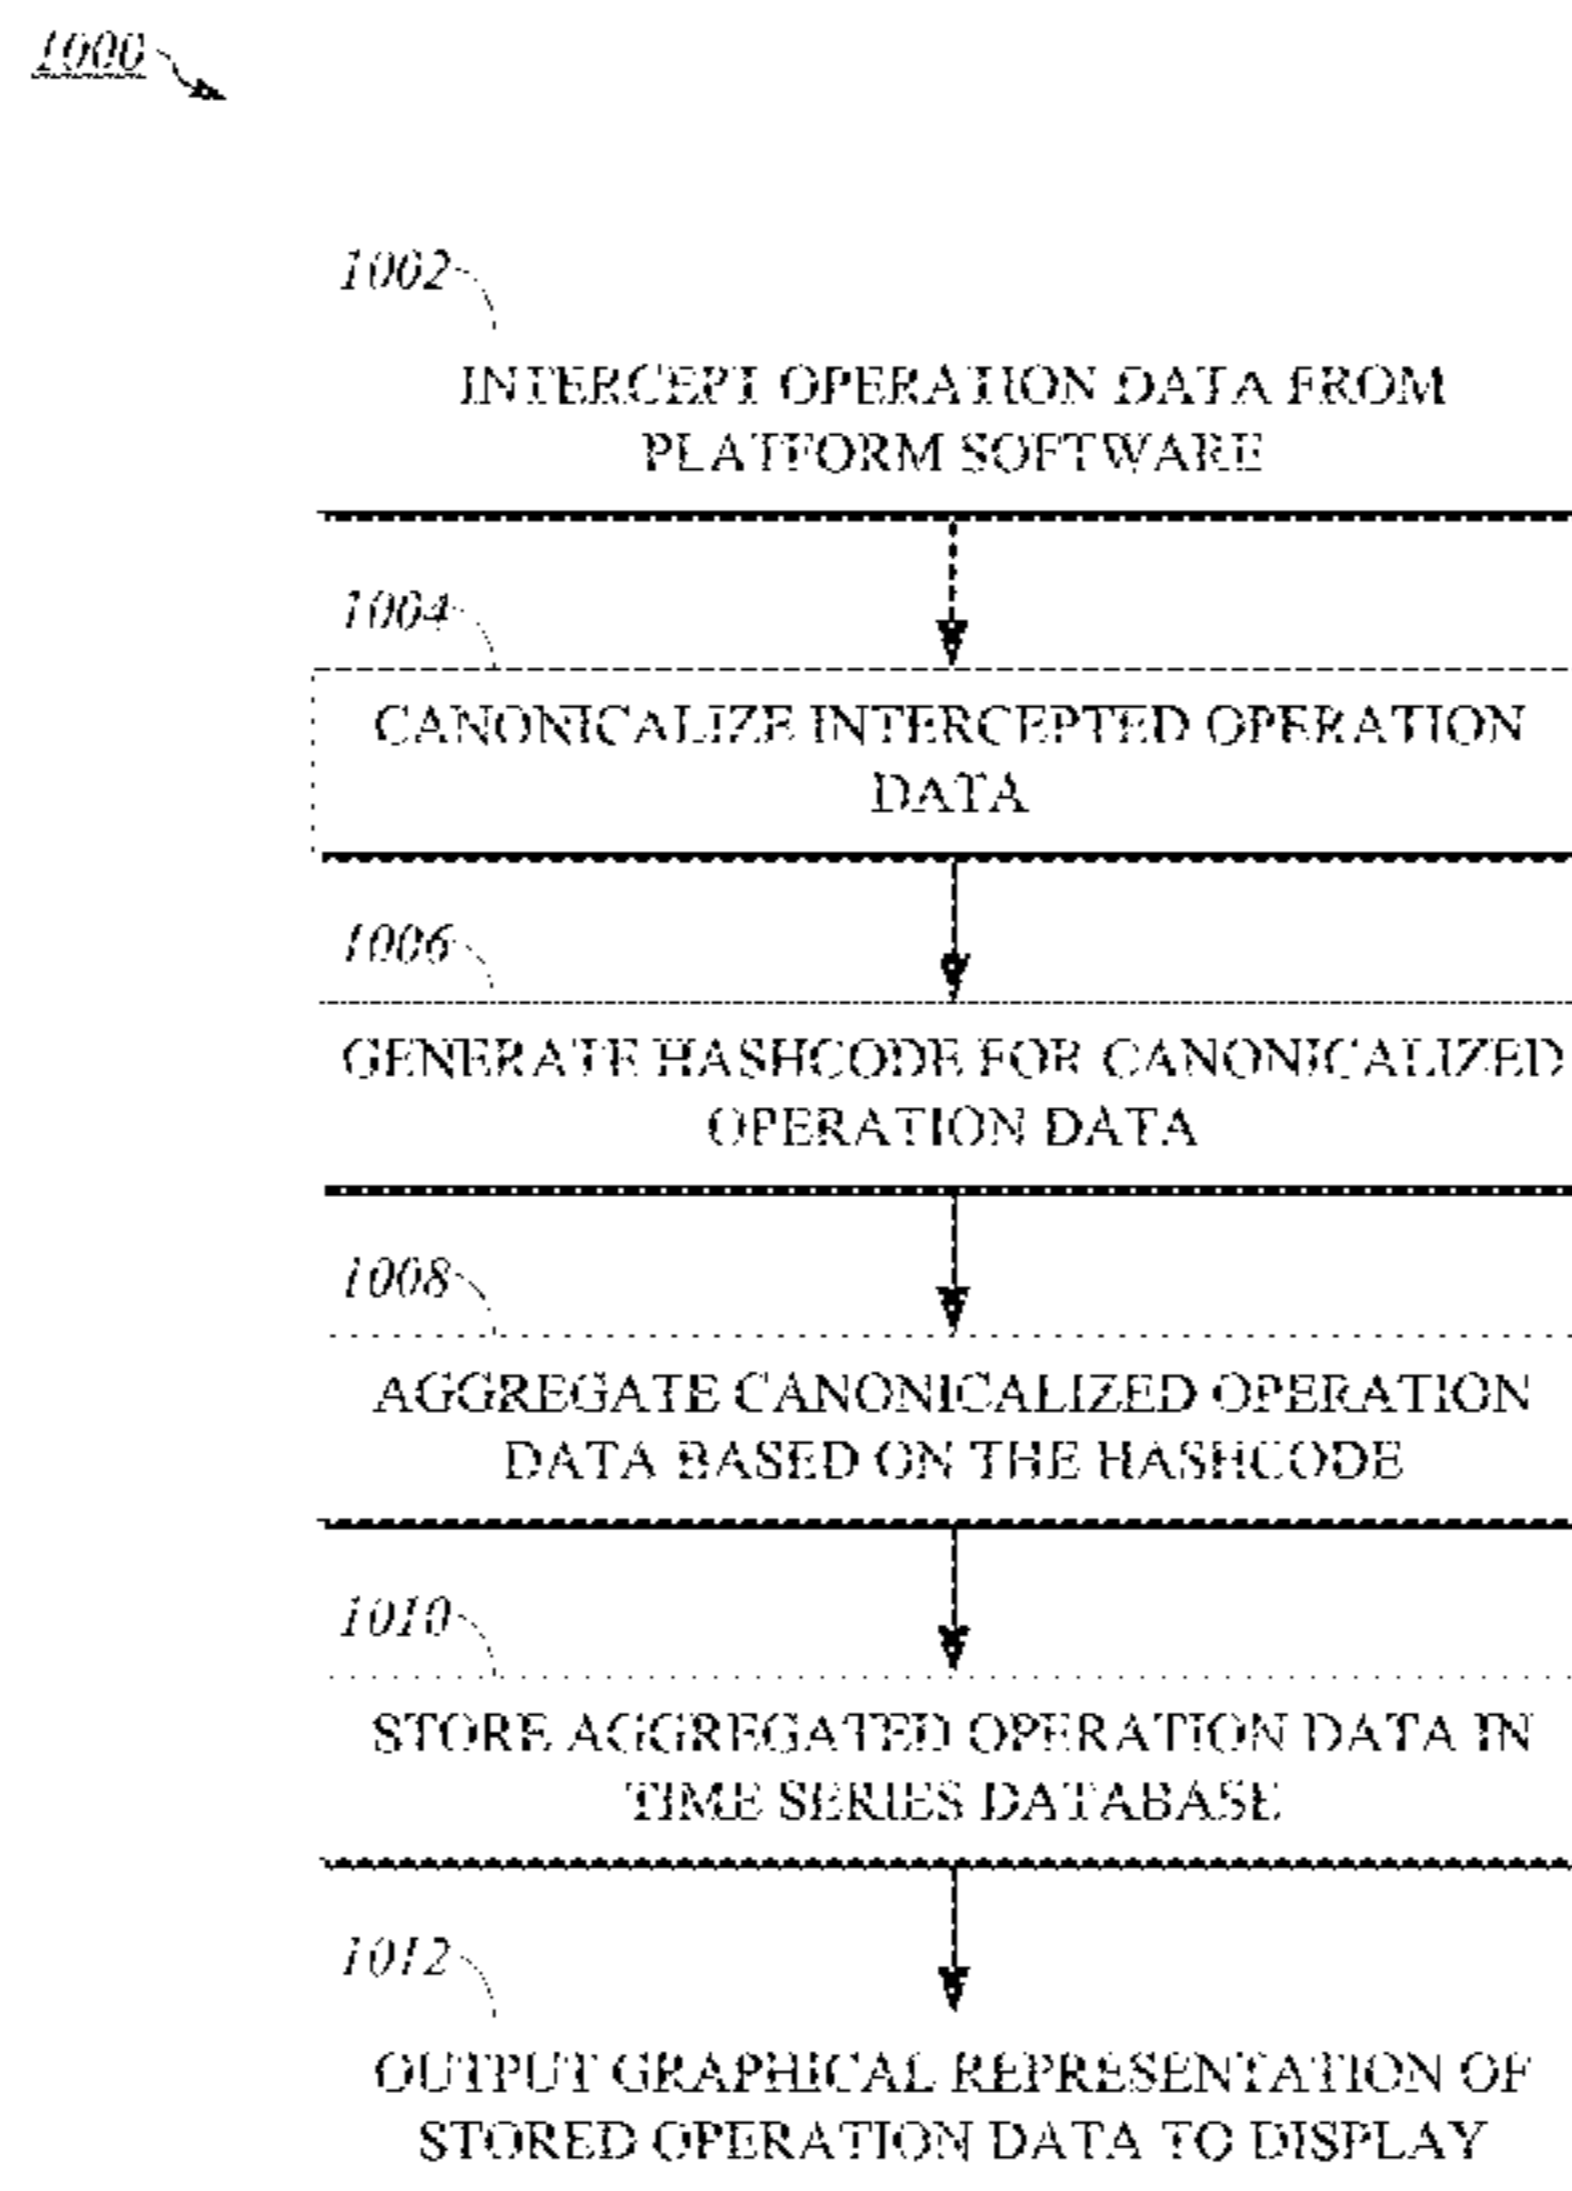 1000
1002
INTERCEPT OPERATION DATA FROM
PLATFORM SOFTWARE
1004
CANONICALIZE INTERCEPTED OPERATION
DATA
1006
GENERATE HASHCODE FOR CANONICALIZED
OPERATION DATA
1008
AGGREGATE CANONICALIZED OPERATION
DATA BASED ON THE HASHCODE
1010
STORE AGGREGATED OPERATION DATA IN
TIME SERIES DATABASE
1012
OUTPUT GRAPHICAL REPRESENTATION OF
STORED OPERATION DATA TO DISPLAY